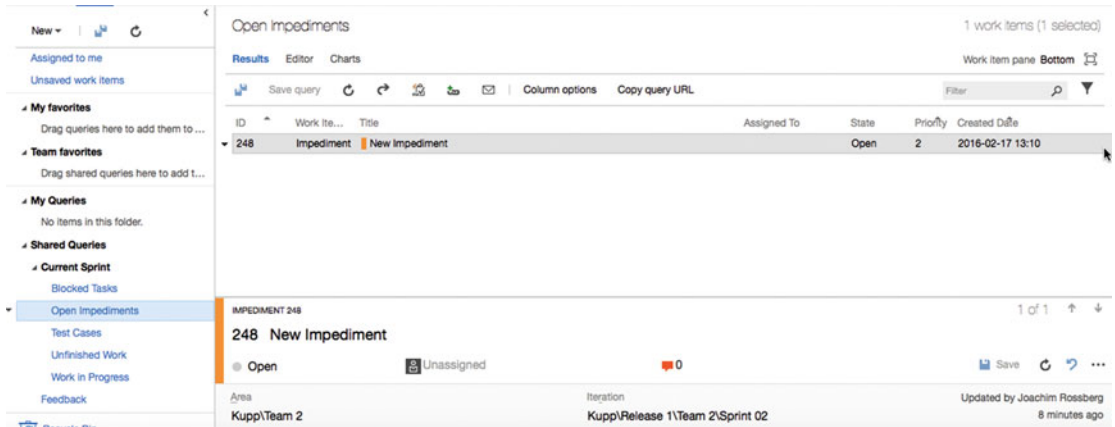 New
Assigned to me
Unsaved work items
My favorites
Drag queries here to add them to ...
Team favorites
Drag shared queries here to add t...
My Queries
No items in this folder.
Shared Queries
Current Sprint
Blocked Tasks
Open Impediments
Test Cases
Unfinished Work
Work in Progress
Feedback
Recycle Bin
Open Impediments
1 work items (1 selected)
Results Editor Charts
Work item pane Bottom
Save query Column options Copy query URL
Filter
ID Work Ite... Title Assigned To State Priority Created Date
248 Impediment New Impediment Open 2 2016-02-17 13:10
IMPEDIMENT 248
1 of 1
248 New Impediment
Open Unassigned 0 Save
Area Iteration Updated by Joachim Rossberg
Kupp\Team 2 Kupp\Release 1\Team 2\Sprint 02 8 minutes ago